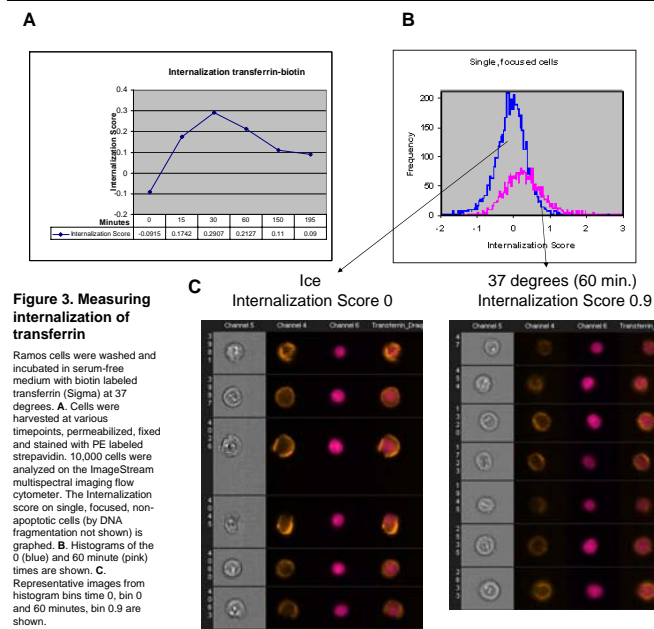 A
B
Internalization transferrin-biotin
Internalization Score
0.4
0.3
0.2
0.1
0
-0.1
-0.2
Minutes
0 15 30 60 150 195
Internalization Score -0.0915 0.1742 0.2907 0.2127 0.11 0.09
Single, focused cells
Frequency
200
150
100
50
0
-2 -1 0 1 2 3
Internalization Score
Figure 3. Measuring
internalization of
transferrin
Ramos cells were washed and
incubated in serum-free
medium with biotin labeled
transferrin (Sigma) at 37
degrees. A. Cells were
harvested at various
timepoints, permeabilized, fixed
and stained with PE labeled
strepavidin. 10,000 cells were
analyzed on the ImageStream
multispectral imaging flow
cytometer. The Internalization
score on single, focused, non-
apoptotic cells (by DNA
fragmentation not shown) is
graphed. B. Histograms of the
0 (blue) and 60 minute (pink)
times are shown. C.
Representative images from
histogram bins time 0, bin 0
and 60 minutes, bin 0.9 are
shown.
C
Ice
Internalization Score 0
Channel 5 Channel 4 Channel 6 Transferrin_Draq
37 degrees (60 min.)
Internalization Score 0.9
Channel 5 Channel 4 Channel 6 Transferrin_